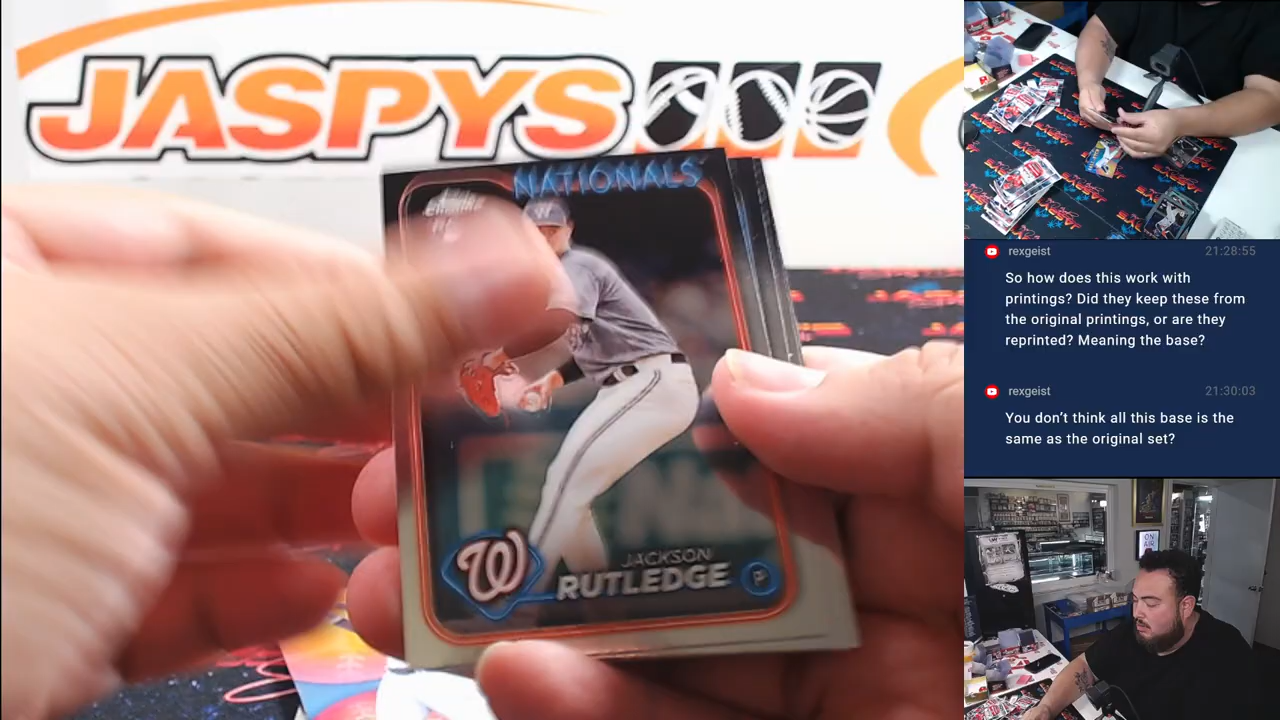 JASPYS
NATIONALS
JACKSON
RUTLEDGE
P
W
rexgeist
21:28:55
So how does this work with
printings? Did they keep these from
the original printings, or are they
reprinted? Meaning the base?
rexgeist
21:30:03
You don't think all this base is the
same as the original set?
ON
AIR